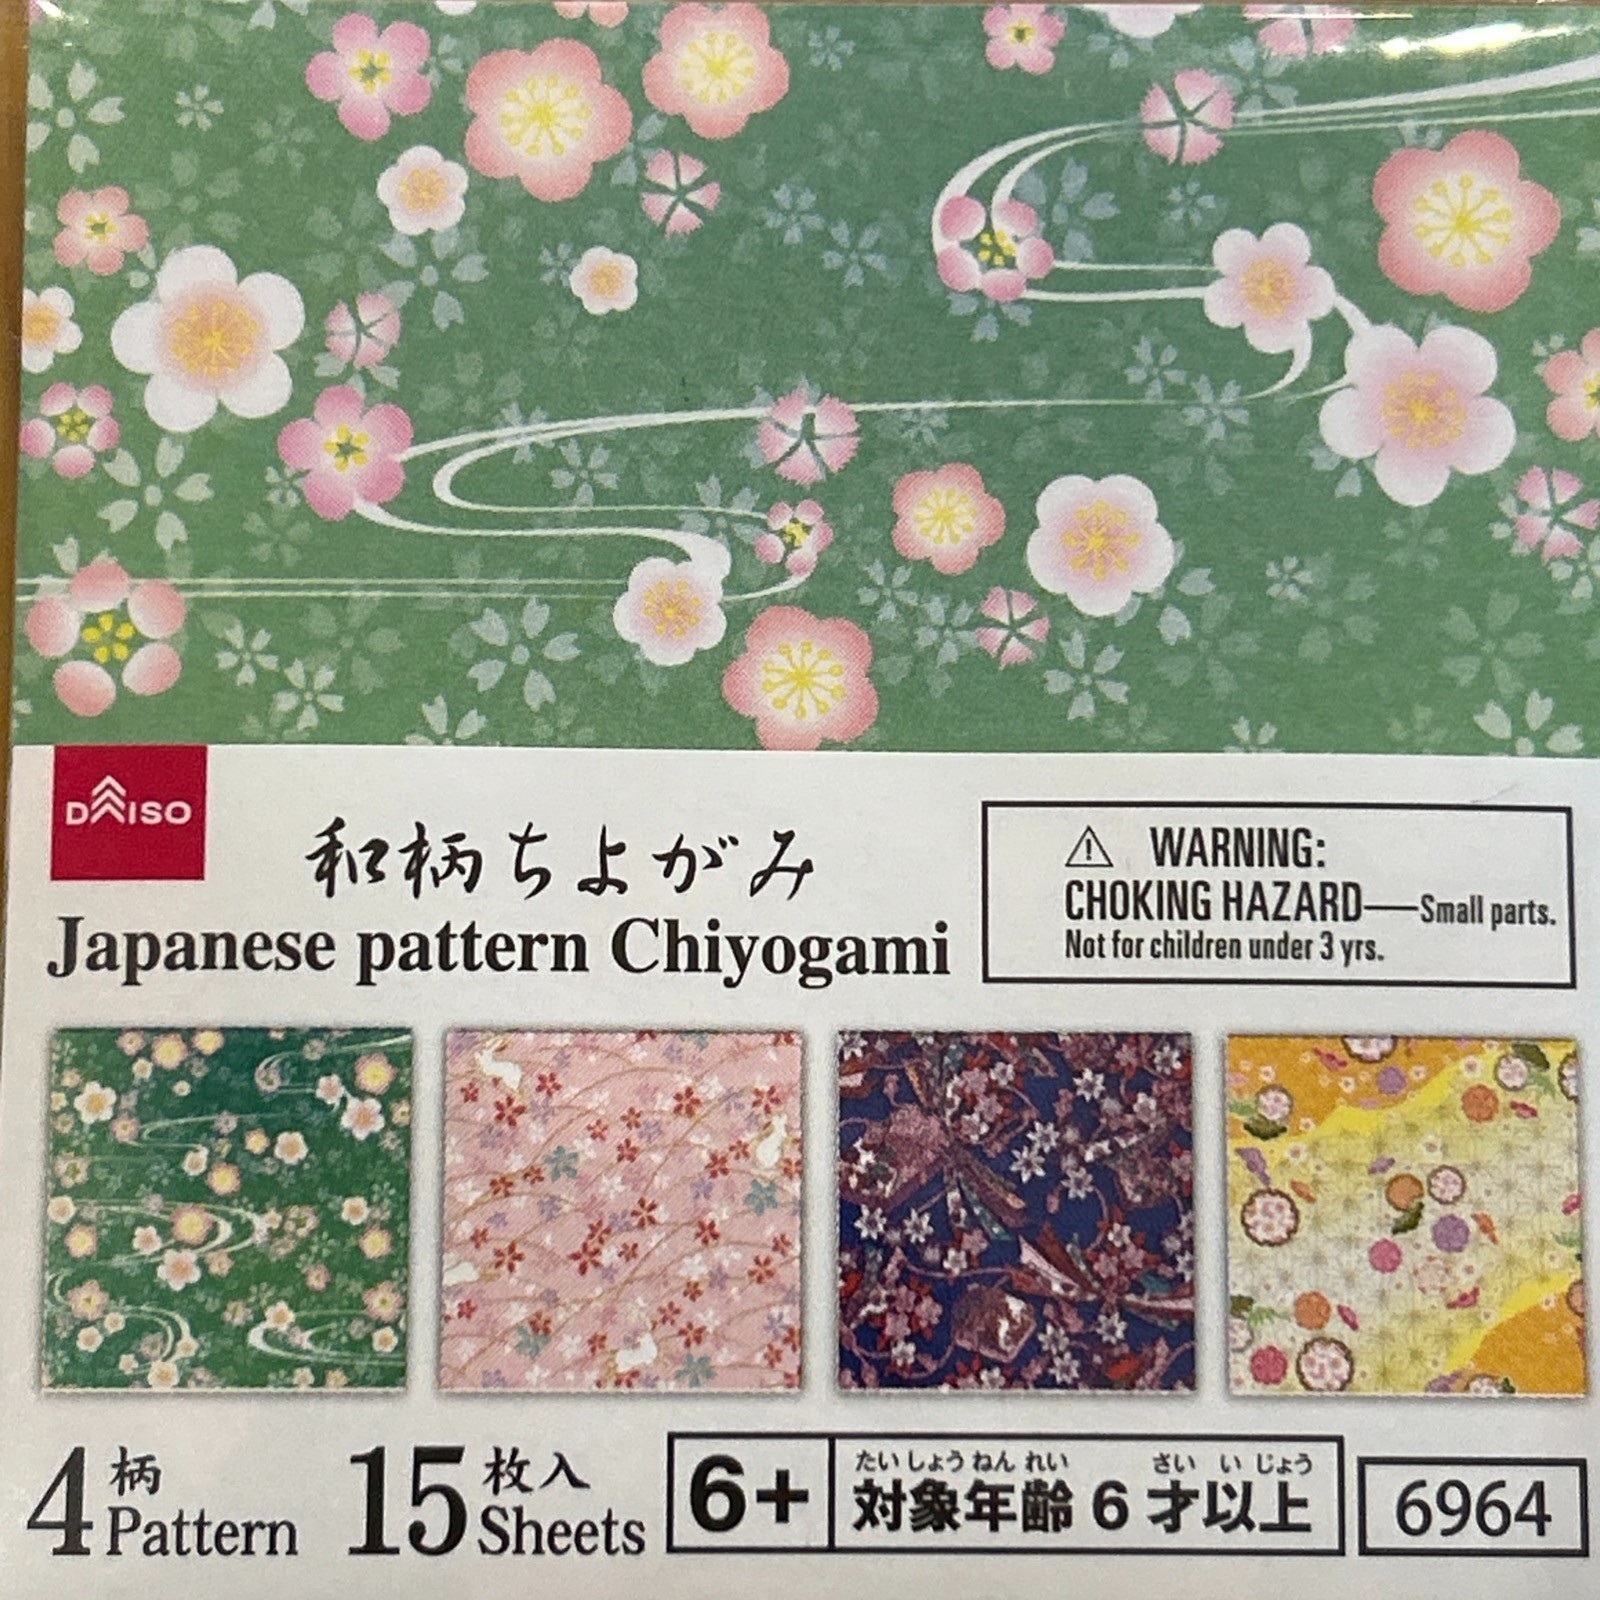 DAISO
和柄ちよがみ
Japanese pattern Chiyogami
⚠ WARNING:
CHOKING HAZARD—Small parts.
Not for children under 3 yrs.
4柄
Pattern
15枚入
Sheets
6+
たいしょうねんれい さい いじょう
対象年齢 6 才以上
6964